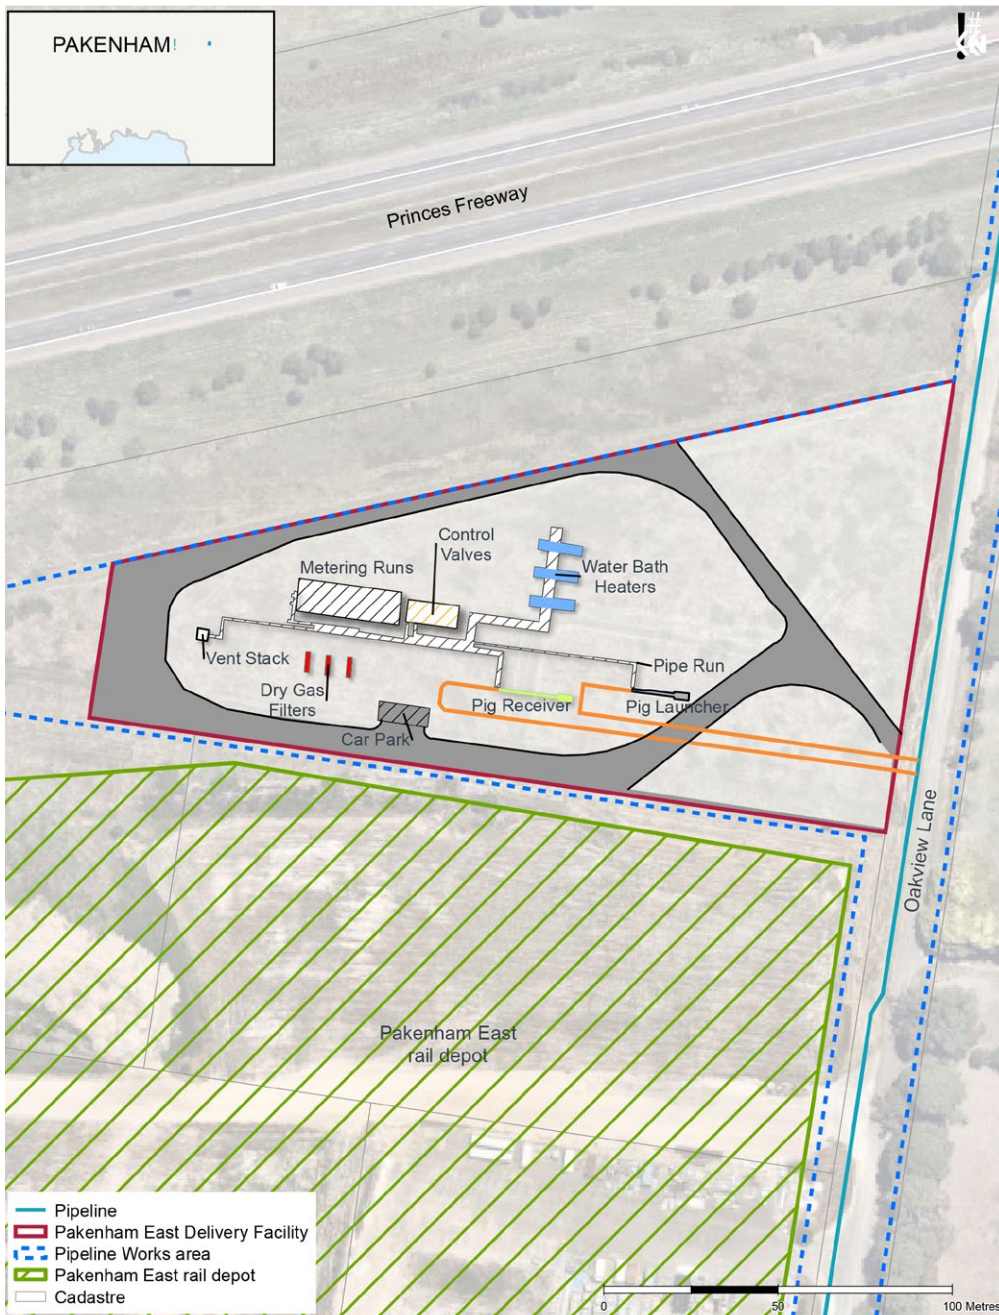 PAKENHAM
N
Princes Freeway
Control
Valves
Metering Runs
Water Bath
Heaters
Vent Stack
Pipe Run
Dry Gas
Filters
Pig Receiver
Pig Launcher
Car Park
Oakview Lane
Pakenham East
rail depot
Pipeline
Pakenham East Delivery Facility
Pipeline Works area
Pakenham East rail depot
Cadastre
0 50 100 Metres